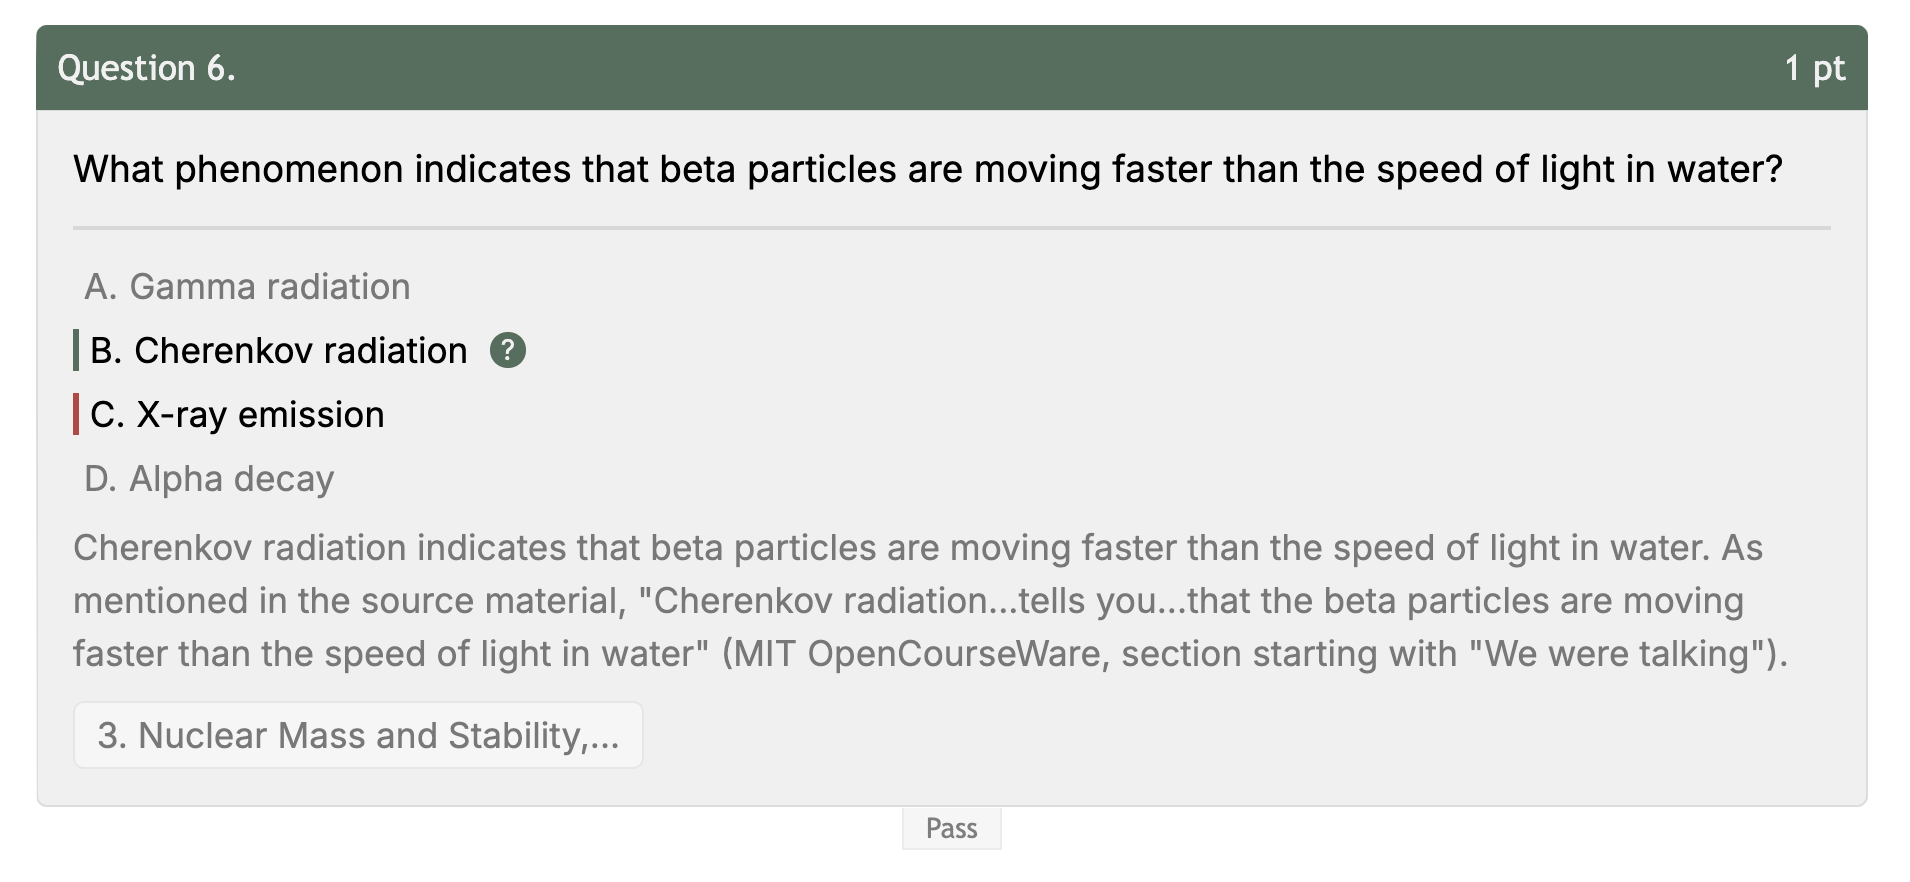 Question 6.
1 pt
What phenomenon indicates that beta particles are moving faster than the speed of light in water?
A. Gamma radiation
B. Cherenkov radiation ?
C. X-ray emission
D. Alpha decay
Cherenkov radiation indicates that beta particles are moving faster than the speed of light in water. As
mentioned in the source material, "Cherenkov radiation...tells you...that the beta particles are moving
faster than the speed of light in water" (MIT OpenCourseWare, section starting with "We were talking").
3. Nuclear Mass and Stability,...
Pass